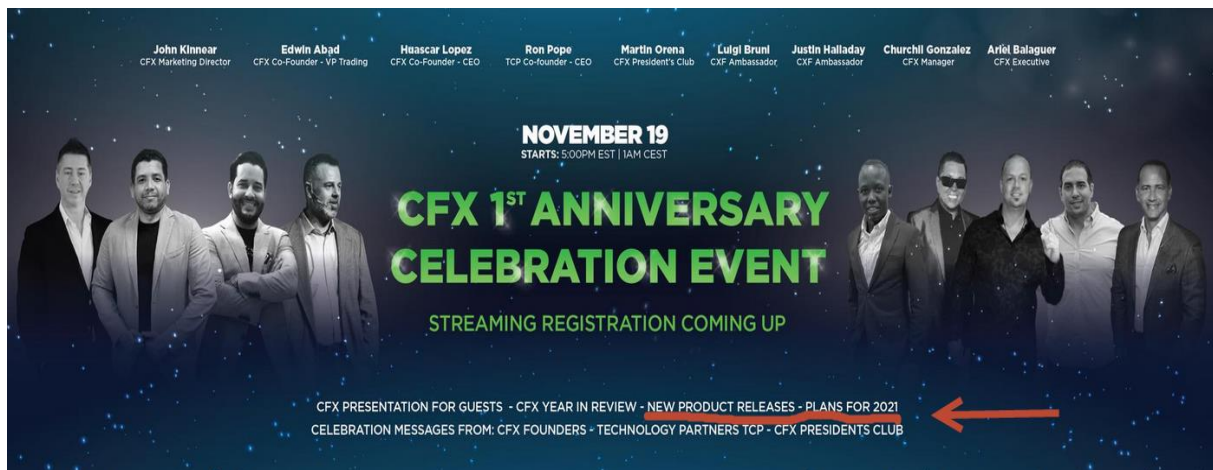 John Kinnear Edwin Abad Huascar Lopez Ron Pope Martin Orena Luigi Bruni Justin Halladay Churchil Gonzalez Ariel Balaguer
CFX Marketing Director CFX Co-Founder - VP Trading CFX Co-Founder - CEO TCP Co-founder - CEO CFX President's Club CXF Ambassador CXF Ambassador CFX Manager CFX Executive
NOVEMBER 19
STARTS: 5:00PM EST | 1AM CEST
CFX 1ST ANNIVERSARY
CELEBRATION EVENT
STREAMING REGISTRATION COMING UP
CFX PRESENTATION FOR GUESTS - CFX YEAR IN REVIEW - NEW PRODUCT RELEASES - PLANS FOR 2021
CELEBRATION MESSAGES FROM: CFX FOUNDERS - TECHNOLOGY PARTNERS TCP - CFX PRESIDENTS CLUB